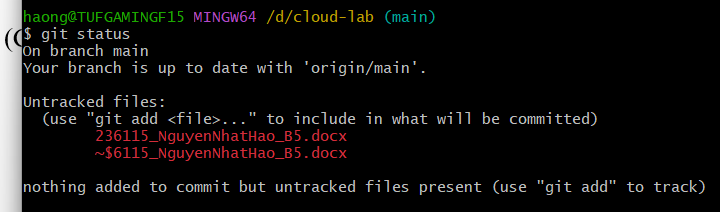 haong@TUFGAMINGF15 MINGW64 /d/cloud-lab (main)
$ git status
On branch main
Your branch is up to date with 'origin/main'.

Untracked files:
  (use "git add <file>..." to include in what will be committed)
        236115_NguyenNhatHao_B5.docx
        ~$6115_NguyenNhatHao_B5.docx

nothing added to commit but untracked files present (use "git add" to track)